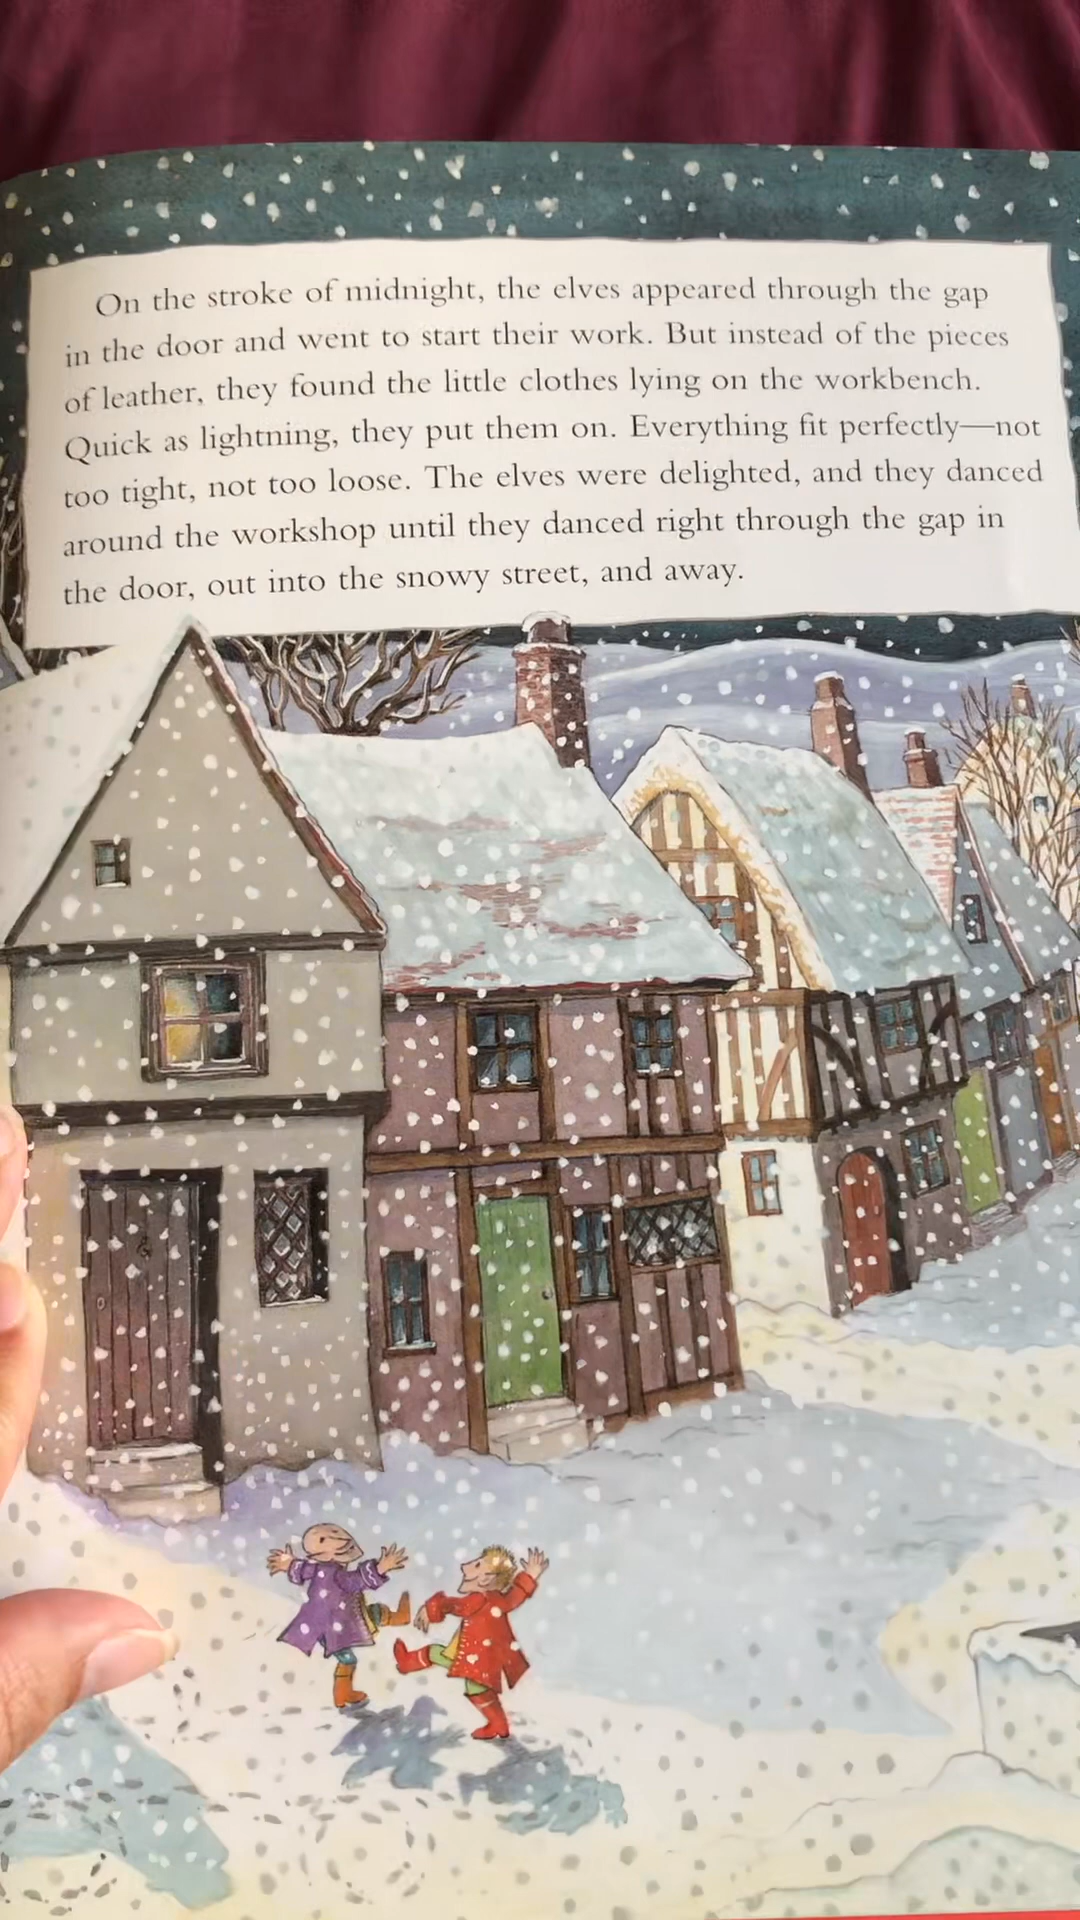 On the stroke of midnight, the elves appeared through the gap
in the door and went to start their work. But instead of the pieces
of leather, they found the little clothes lying on the workbench.
Quick as lightning, they put them on. Everything fit perfectly—not
too tight, not too loose. The elves were delighted, and they danced
around the workshop until they danced right through the gap in
the door, out into the snowy street, and away.